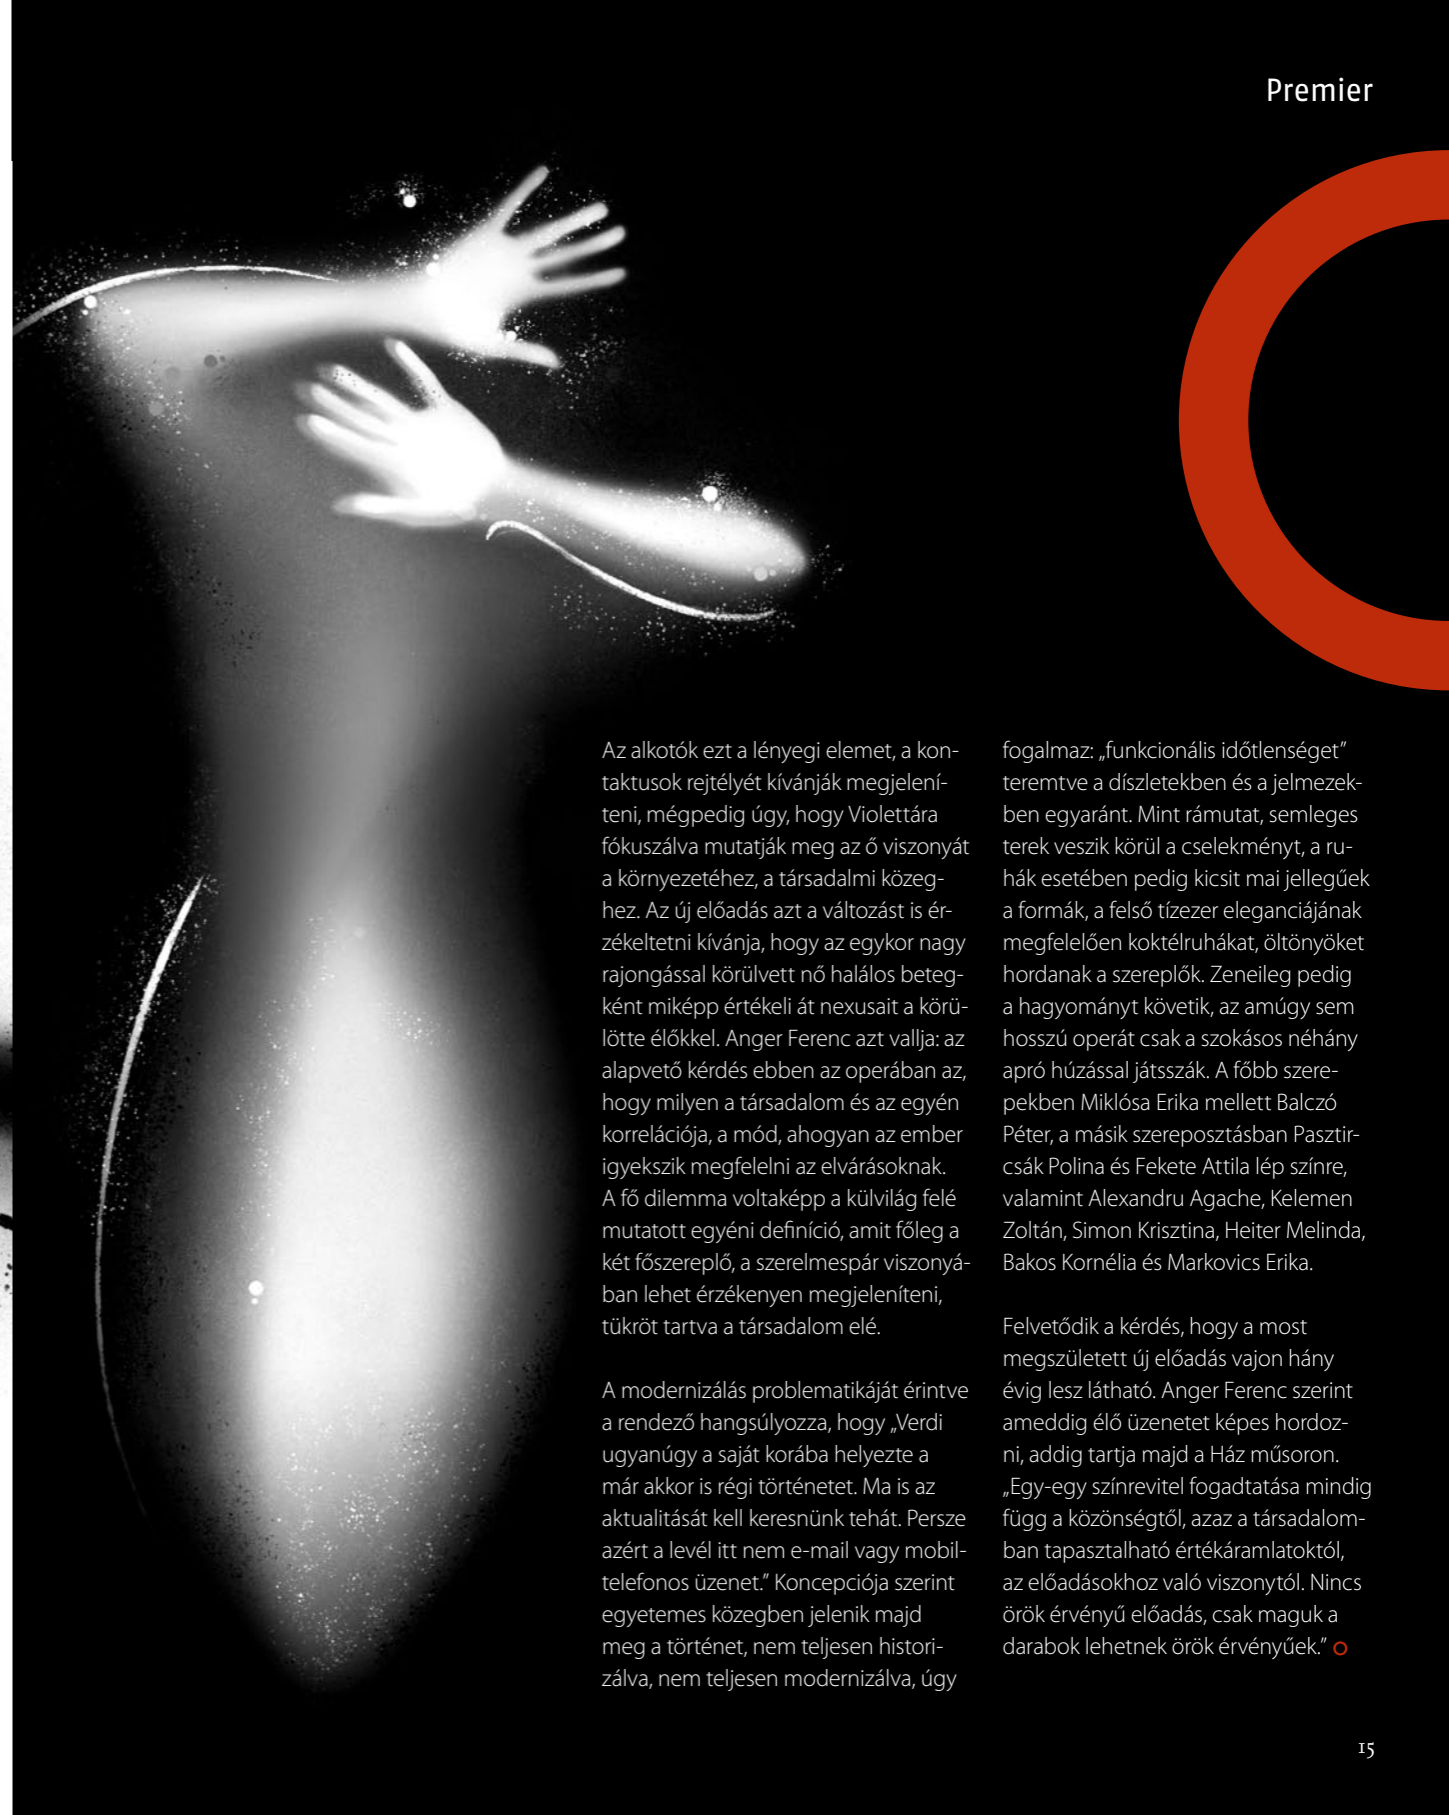 Premier
Az alkotók ezt a lényegi elemet, a kon-
taktusok rejtélyét kívánják megjelení-
teni, mégpedig úgy, hogy Violettára
fókuszálva mutatják meg az ő viszonyát
a környezetéhez, a társadalmi közeg-
hez. Az új előadás azt a változást is ér-
zékeltetni kívánja, hogy az egykor nagy
rajongással körülvett nő halálos beteg-
ként miképp értékeli át nexusait a körü-
lötte élőkkel. Anger Ferenc azt vallja: az
alapvető kérdés ebben az operában az,
hogy milyen a társadalom és az egyén
korrelációja, a mód, ahogyan az ember
igyekszik megfelelni az elvárásoknak.
A fő dilemma voltaképp a külvilág felé
mutatott egyéni definíció, amit főleg a
két főszereplő, a szerelmespár viszonyá-
ban lehet érzékenyen megjeleníteni,
tükröt tartva a társadalom elé.
A modernizálás problematikáját érintve
a rendező hangsúlyozza, hogy „Verdi
ugyanúgy a saját korába helyezte a
már akkor is régi történetet. Ma is az
aktualitását kell keresnünk tehát. Persze
azért a levél itt nem e-mail vagy mobil-
telefonos üzenet.” Koncepciója szerint
egyetemes közegben jelenik majd
meg a történet, nem teljesen histori-
zálva, nem teljesen modernizálva, úgy
fogalmaz: „funkcionális időtlenséget”
teremtve a díszletekben és a jelmezek-
ben egyaránt. Mint rámutat, semleges
terek veszik körül a cselekményt, a ru-
hák esetében pedig kicsit mai jellegűek
a formák, a felső tízezer eleganciájának
megfelelően koktélruhákat, öltönyöket
hordanak a szereplők. Zeneileg pedig
a hagyományt követik, az amúgy sem
hosszú operát csak a szokásos néhány
apró húzással játsszák. A főbb szere-
pekben Miklósa Erika mellett Balczó
Péter, a másik szereposztásban Pasztir-
csák Polina és Fekete Attila lép színre,
valamint Alexandru Agache, Kelemen
Zoltán, Simon Krisztina, Heiter Melinda,
Bakos Kornélia és Markovics Erika.
Felvetődik a kérdés, hogy a most
megszületett új előadás vajon hány
évig lesz látható. Anger Ferenc szerint
ameddig élő üzenetet képes hordoz-
ni, addig tartja majd a Ház műsoron.
„Egy-egy színrevitel fogadtatása mindig
függ a közönségtől, azaz a társadalom-
ban tapasztalható értékáramlatoktól,
az előadásokhoz való viszonytól. Nincs
örök érvényű előadás, csak maguk a
darabok lehetnek örök érvényűek.”
15